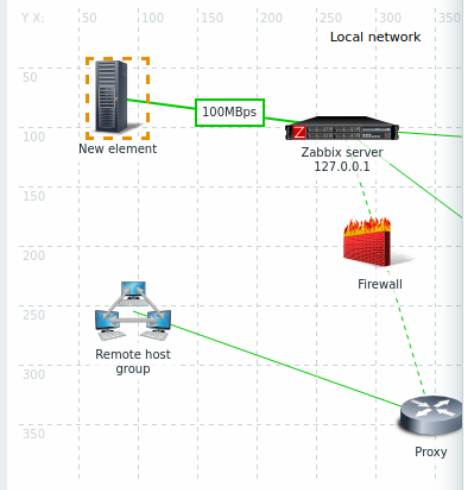 Y X: 50 100 150 200 250 300 350
Local network
50
100MBps
Z
100
New element
Zabbix server
127.0.0.1
150
200
Firewall
250
Remote host
group
300
350
Proxy